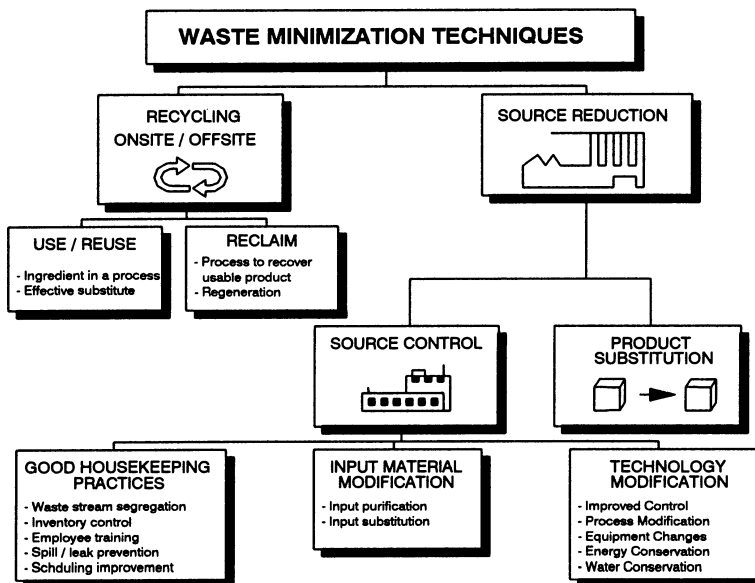 WASTE MINIMIZATION TECHNIQUES
RECYCLING
ONSITE / OFFSITE
SOURCE REDUCTION
USE / REUSE
- Ingredient in a process
- Effective substitute
RECLAIM
- Process to recover
usable product
- Regeneration
SOURCE CONTROL
PRODUCT
SUBSTITUTION
GOOD HOUSEKEEPING
PRACTICES
- Waste stream segregation
- Inventory control
- Employee training
- Spill / leak prevention
- Schduling improvement
INPUT MATERIAL
MODIFICATION
- Input purification
- Input substitution
TECHNOLOGY
MODIFICATION
- Improved Control
- Process Modification
- Equipment Changes
- Energy Conservation
- Water Conservation